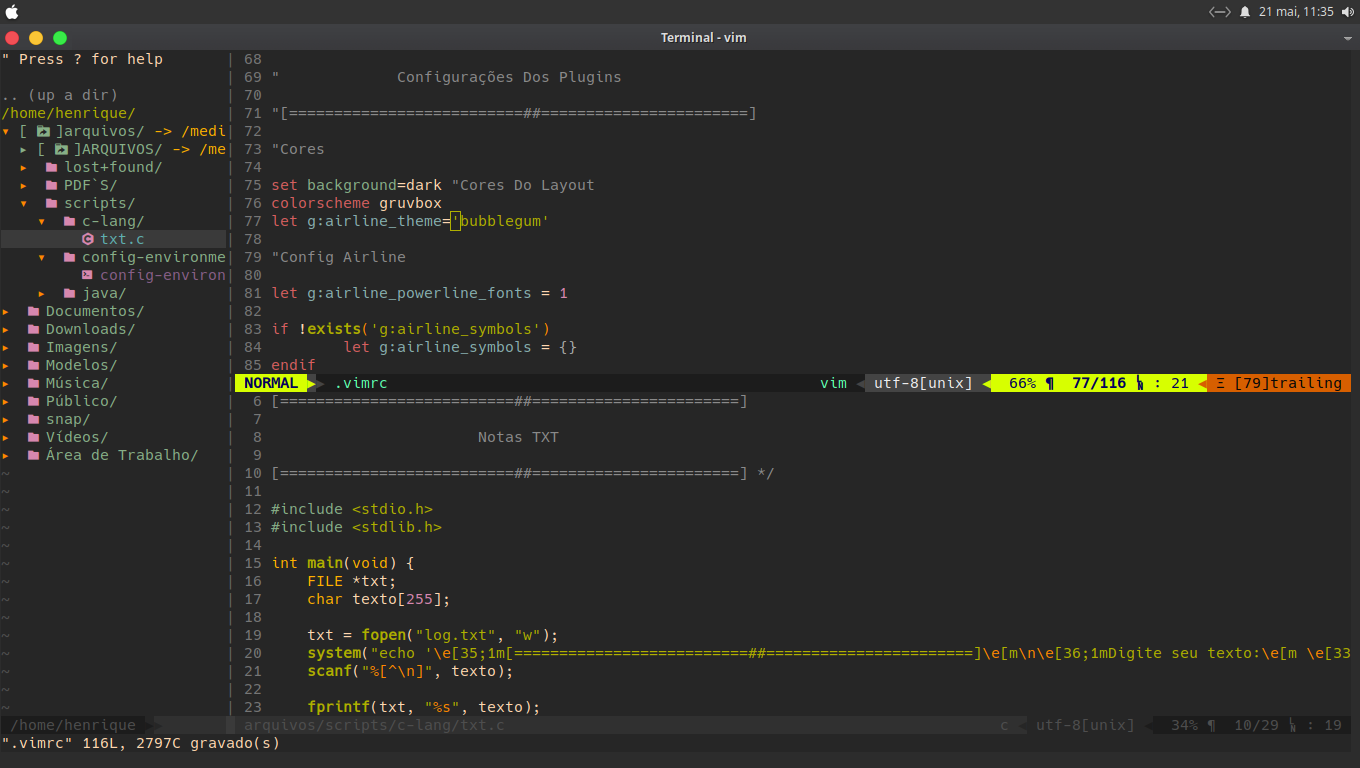 21 mai, 11:35
Terminal - vim
" Press ? for help
.. (up a dir)
/home/henrique/
▾ [ ]arquivos/ -> /medi
▸ [ ]ARQUIVOS/ -> /me
▸ lost+found/
▸ PDF`S/
▾ scripts/
▾ c-lang/
txt.c
▾ config-environme
config-environ
▸ java/
▸ Documentos/
▸ Downloads/
▸ Imagens/
▸ Modelos/
▸ Música/
▸ Público/
▸ snap/
▸ Vídeos/
▸ Área de Trabalho/
~
~
~
~
~
~
~
~
~
~
~
~
~
~
/home/henrique
68
69 " Configurações Dos Plugins
70
71 "[==========================##=======================]
72
73 "Cores
74
75 set background=dark "Cores Do Layout
76 colorscheme gruvbox
77 let g:airline_theme='bubblegum'
78
79 "Config Airline
80
81 let g:airline_powerline_fonts = 1
82
83 if !exists('g:airline_symbols')
84 let g:airline_symbols = {}
85 endif
NORMAL .vimrc vim utf-8[unix] 66% ¶ 77/116 : 21 Ξ [79]trailing
6 [==========================##=======================]
7
8 Notas TXT
9
10 [==========================##=======================] */
11
12 #include <stdio.h>
13 #include <stdlib.h>
14
15 int main(void) {
16 FILE *txt;
17 char texto[255];
18
19 txt = fopen("log.txt", "w");
20 system("echo '\e[35;1m[==========================##=======================]\e[m\n\e[36;1mDigite seu texto:\e[m \e[33
21 scanf("%[^\n]", texto);
22
23 fprintf(txt, "%s", texto);
arquivos/scripts/c-lang/txt.c c utf-8[unix] 34% ¶ 10/29 : 19
".vimrc" 116L, 2797C gravado(s)